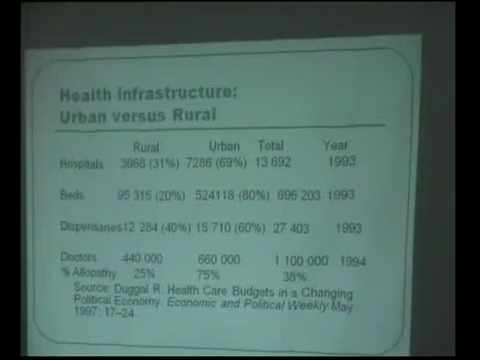 Health infrastructure:
Urban versus Rural
Rural Urban Total Year
Hospitals 3968 (31%) 7286 (69%) 13 692 1993
Beds 95 315 (20%) 524118 (80%) 696 203 1993
Dispensaries12 284 (40%) 15 710 (60%) 27 403 1993
Doctors 440 000 660 000 1 100 000 1994
% Allopathy 25% 75% 38%
Source: Duggal R. Health Care Budgets in a Changing
Political Economy. Economic and Political Weekly May
1997: 17–24.